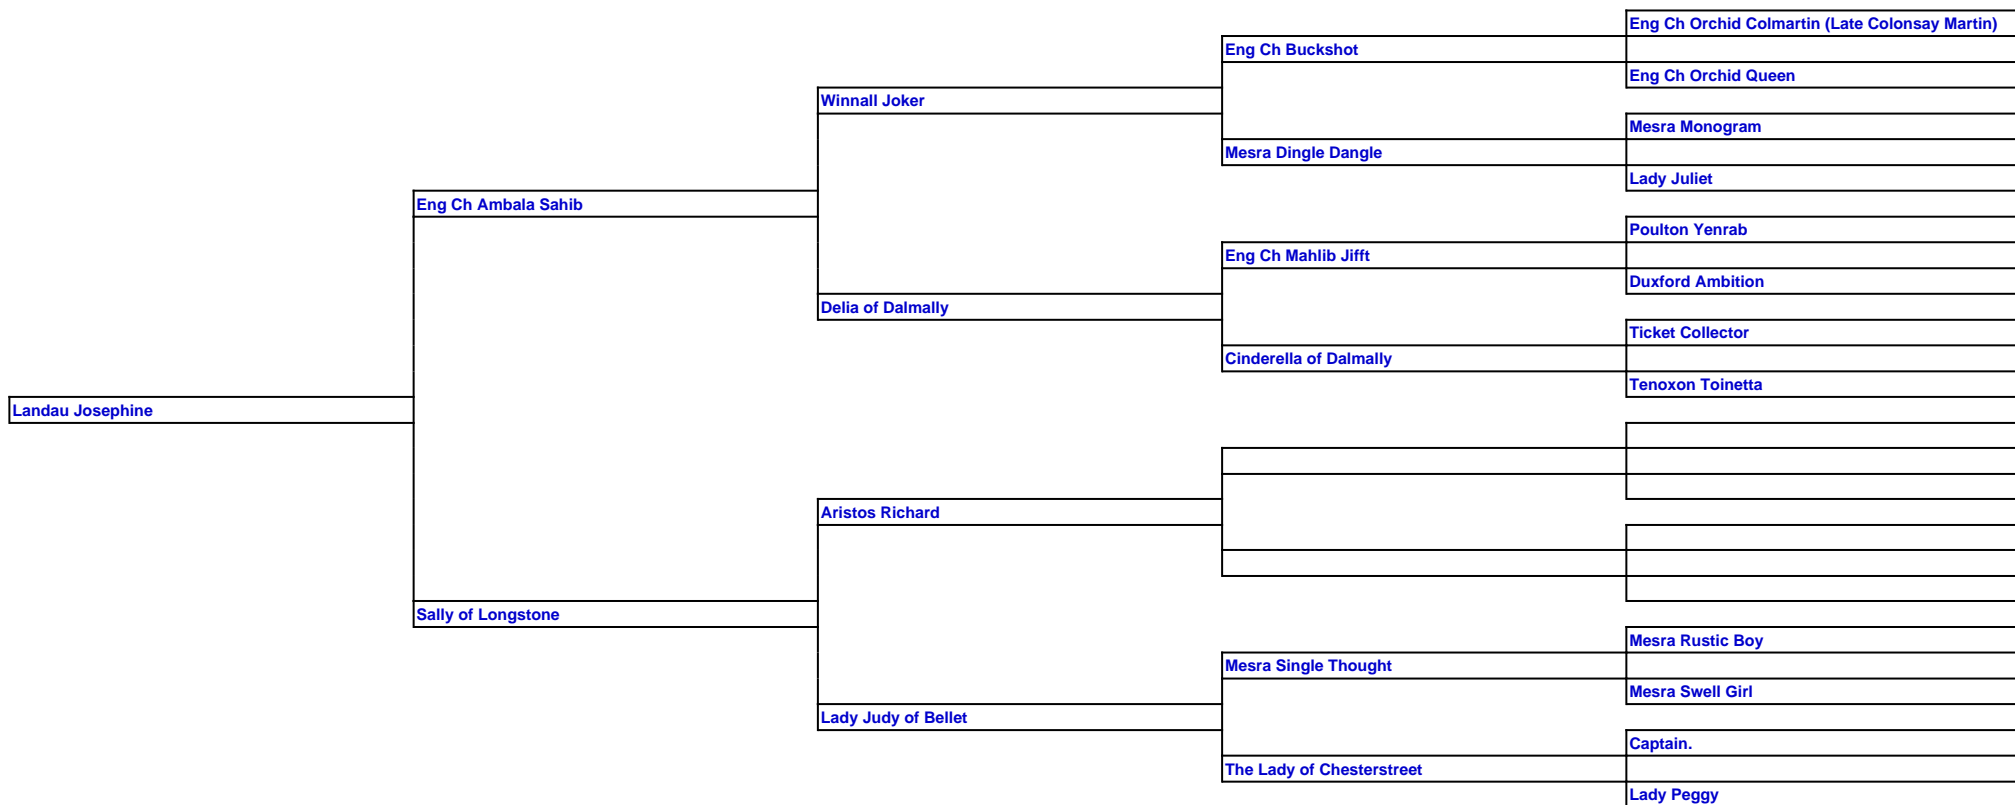 Eng Ch Orchid Colmartin (Late Colonsay Martin)
Eng Ch Buckshot
Eng Ch Orchid Queen
Winnall Joker
Mesra Monogram
Mesra Dingle Dangle
Lady Juliet
Eng Ch Ambala Sahib
Poulton Yenrab
Eng Ch Mahlib Jifft
Duxford Ambition
Delia of Dalmally
Ticket Collector
Cinderella of Dalmally
Tenoxon Toinetta
Landau Josephine
Aristos Richard
Sally of Longstone
Mesra Rustic Boy
Mesra Single Thought
Mesra Swell Girl
Lady Judy of Bellet
Captain.
The Lady of Chesterstreet
Lady Peggy